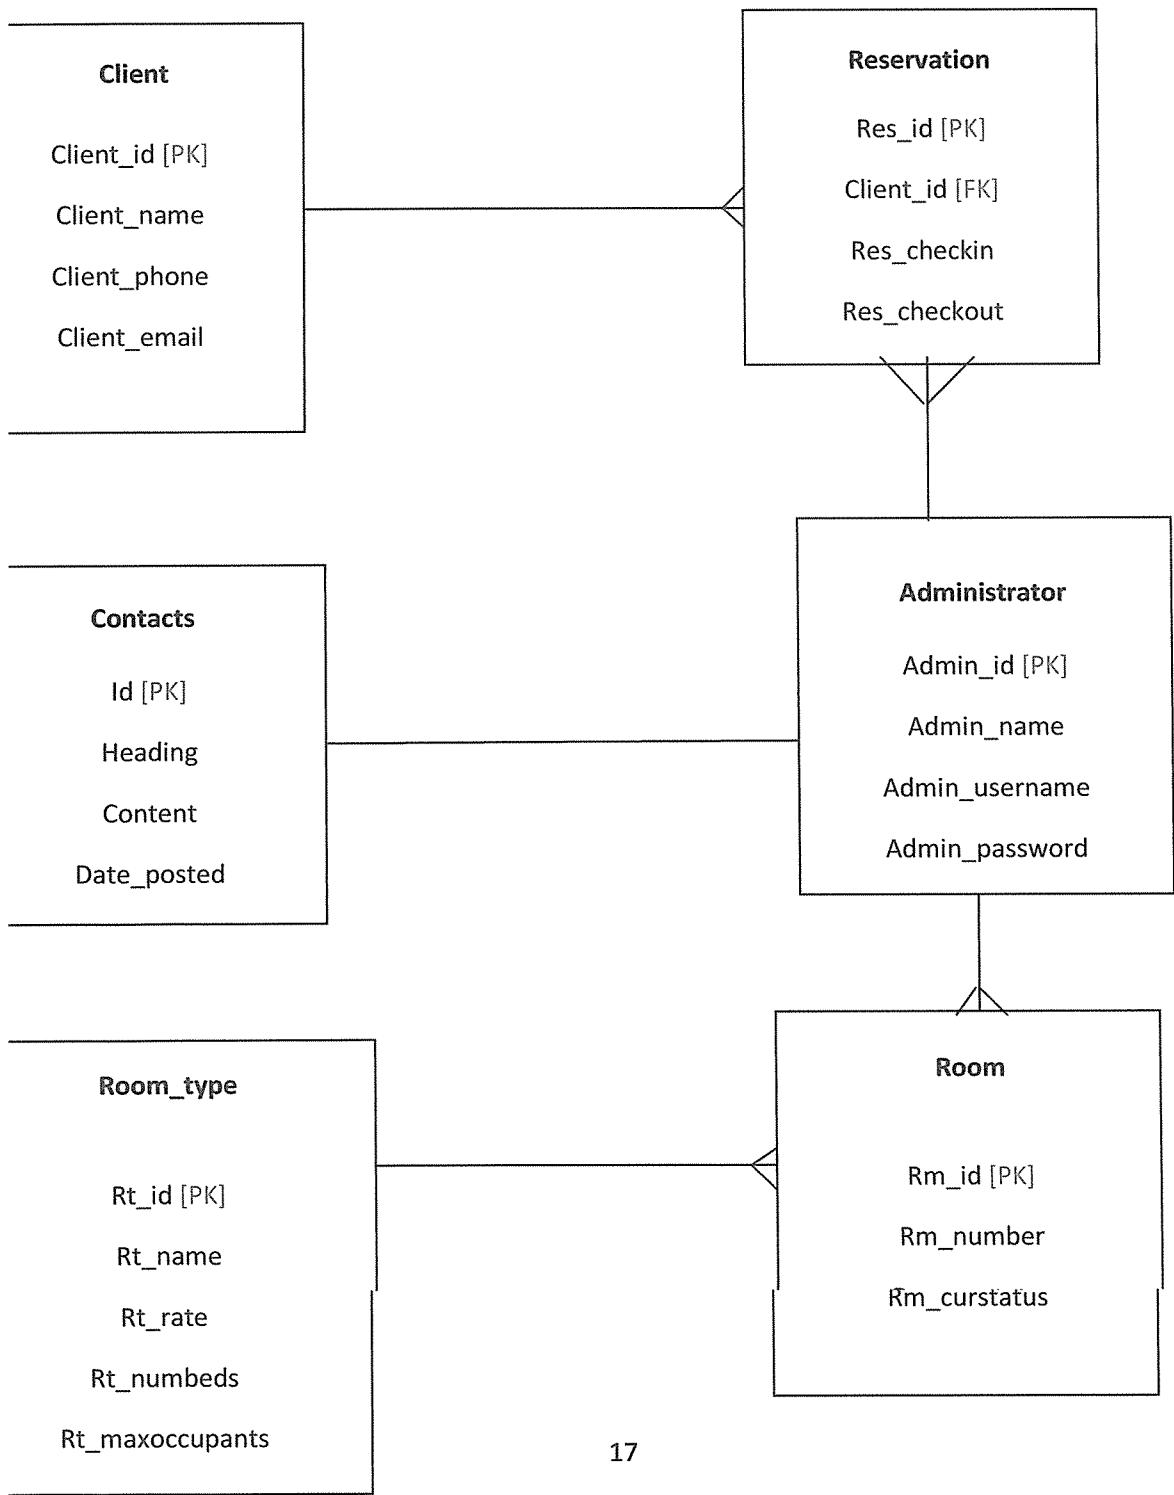 Client
Client_id [PK]
Client_name
Client_phone
Client_email
Reservation
Res_id [PK]
Client_id [FK]
Res_checkin
Res_checkout
Contacts
Id [PK]
Heading
Content
Date_posted
Administrator
Admin_id [PK]
Admin_name
Admin_username
Admin_password
Room_type
Rt_id [PK]
Rt_name
Rt_rate
Rt_numbeds
Rt_maxoccupants
Room
Rm_id [PK]
Rm_number
Rm_curstatus
17